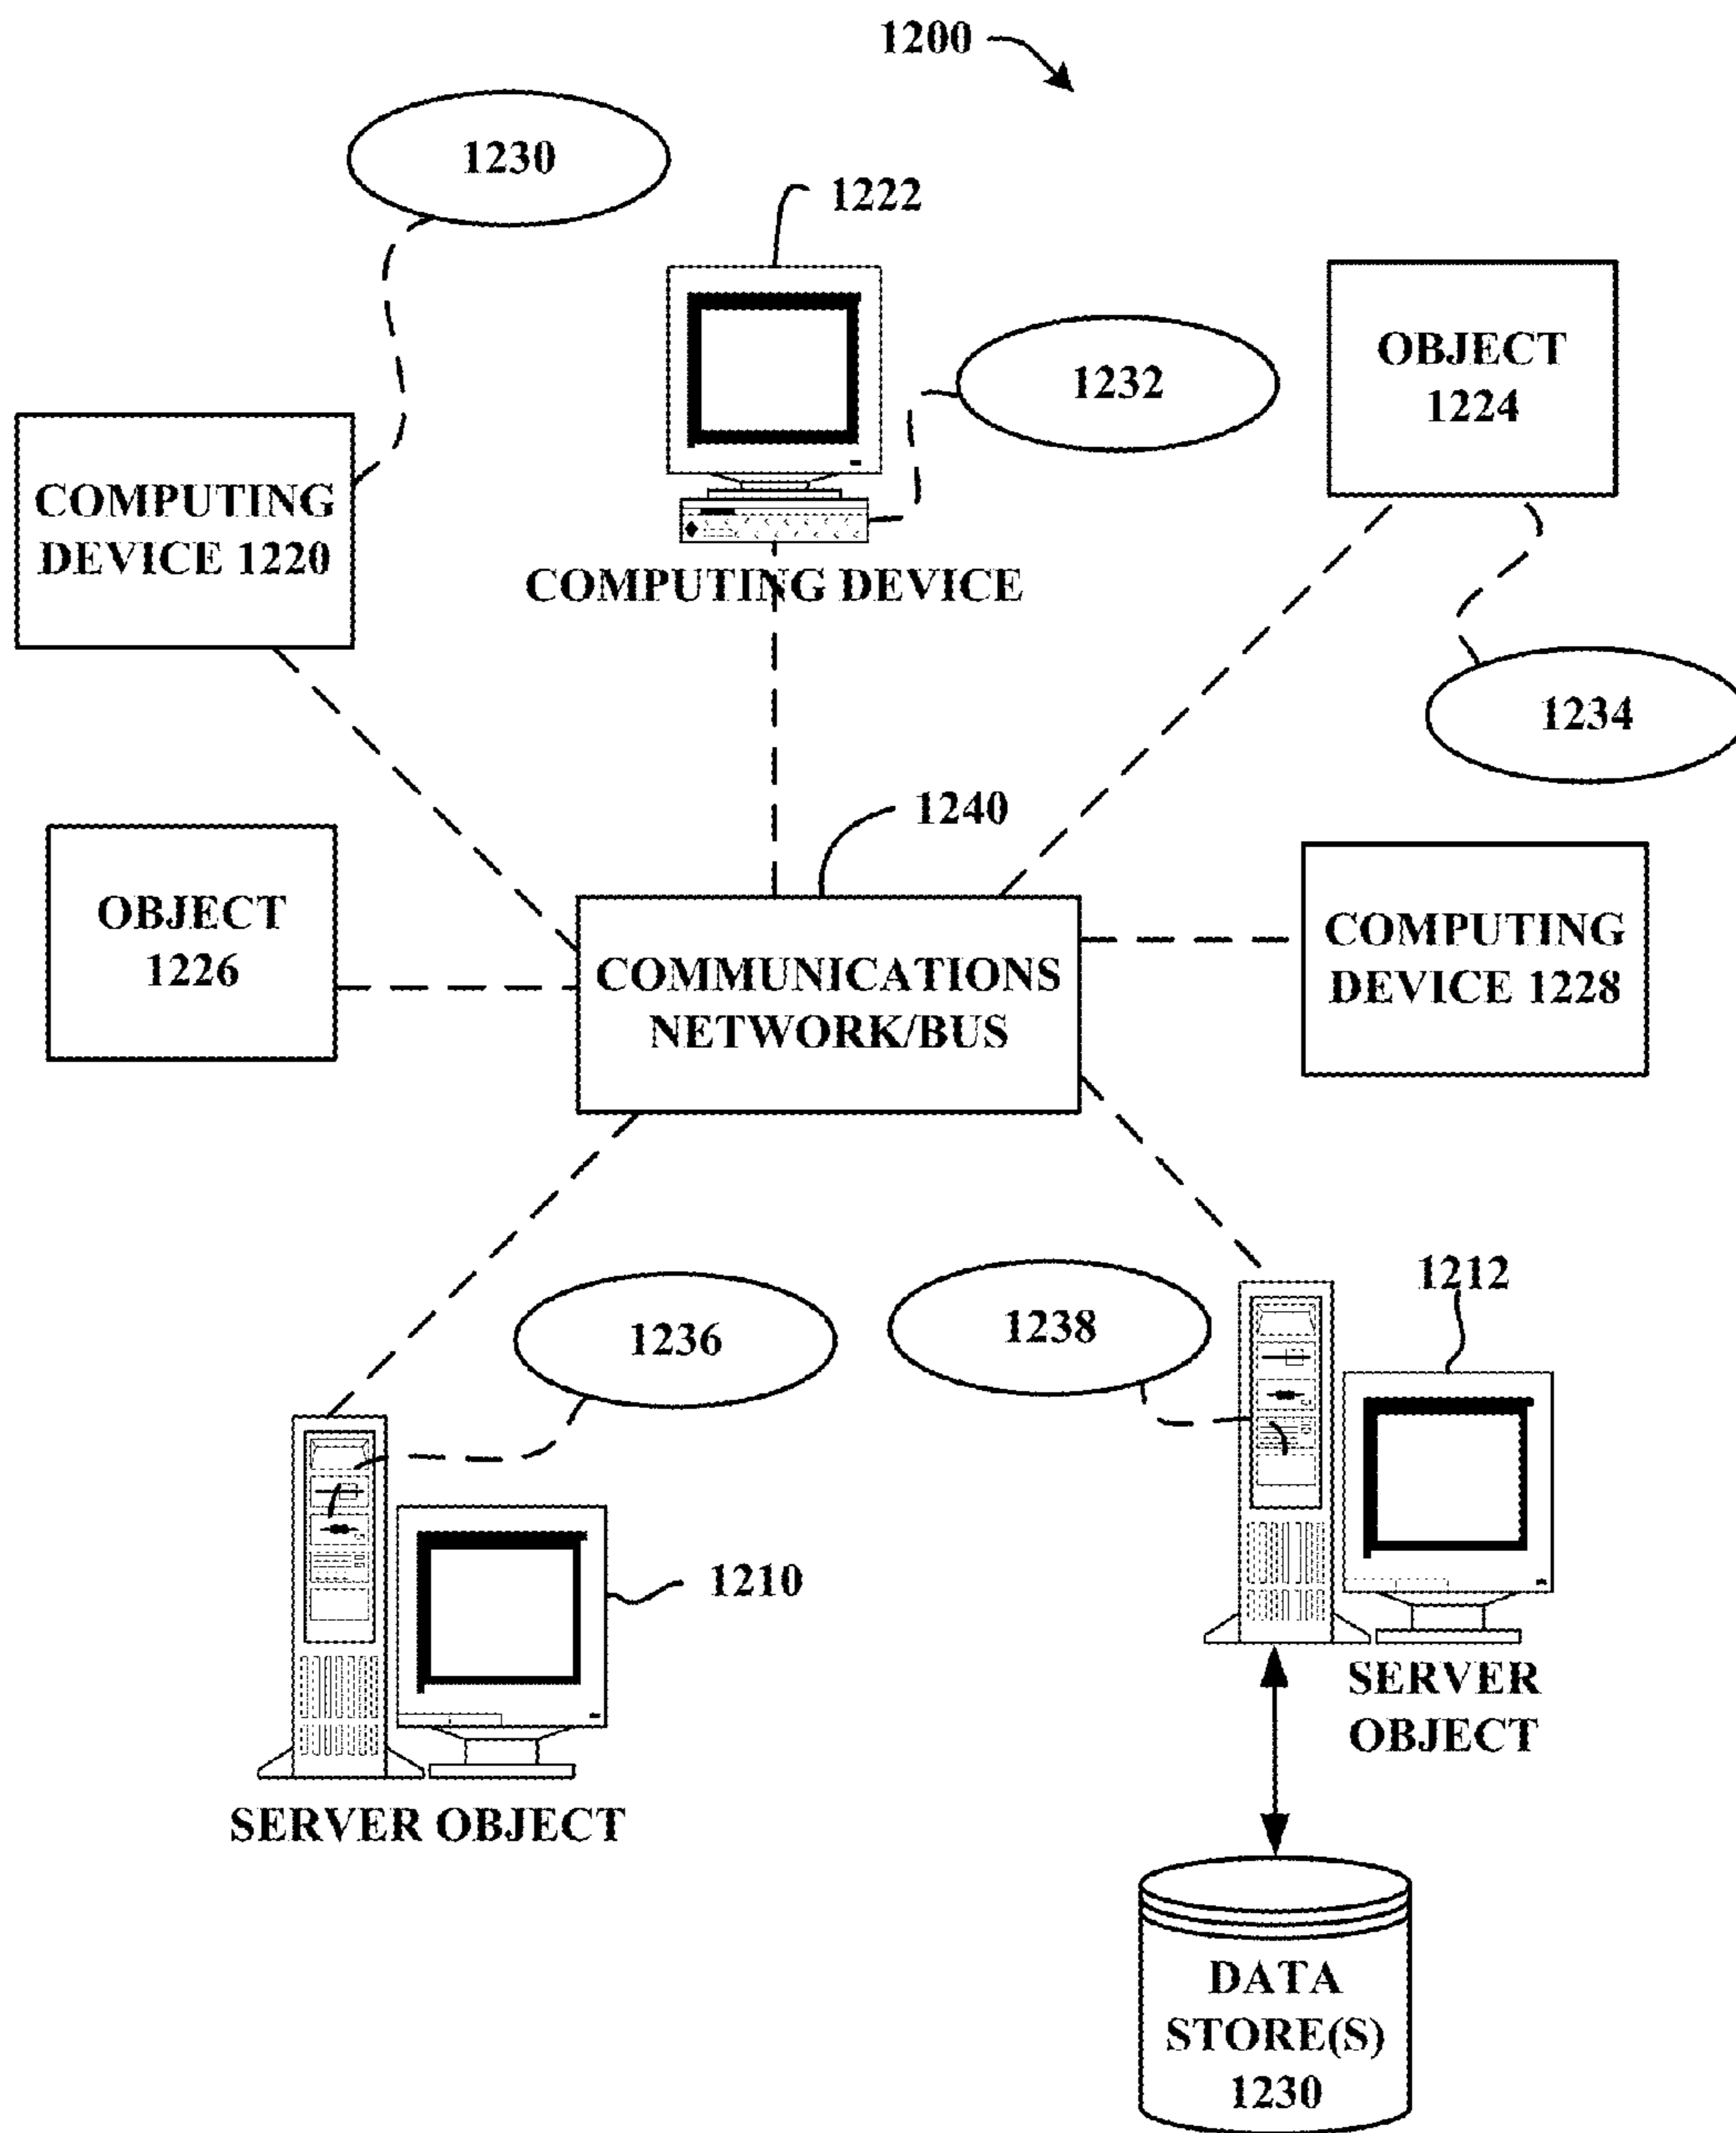 1200
1230
1222
1232
OBJECT
1224
COMPUTING
DEVICE 1220
COMPUTING DEVICE
1234
1240
OBJECT
1226
COMMUNICATIONS
NETWORK/BUS
COMPUTING
DEVICE 1228
1236
1238
1212
1210
SERVER
OBJECT
SERVER OBJECT
DATA
STORE(S)
1230